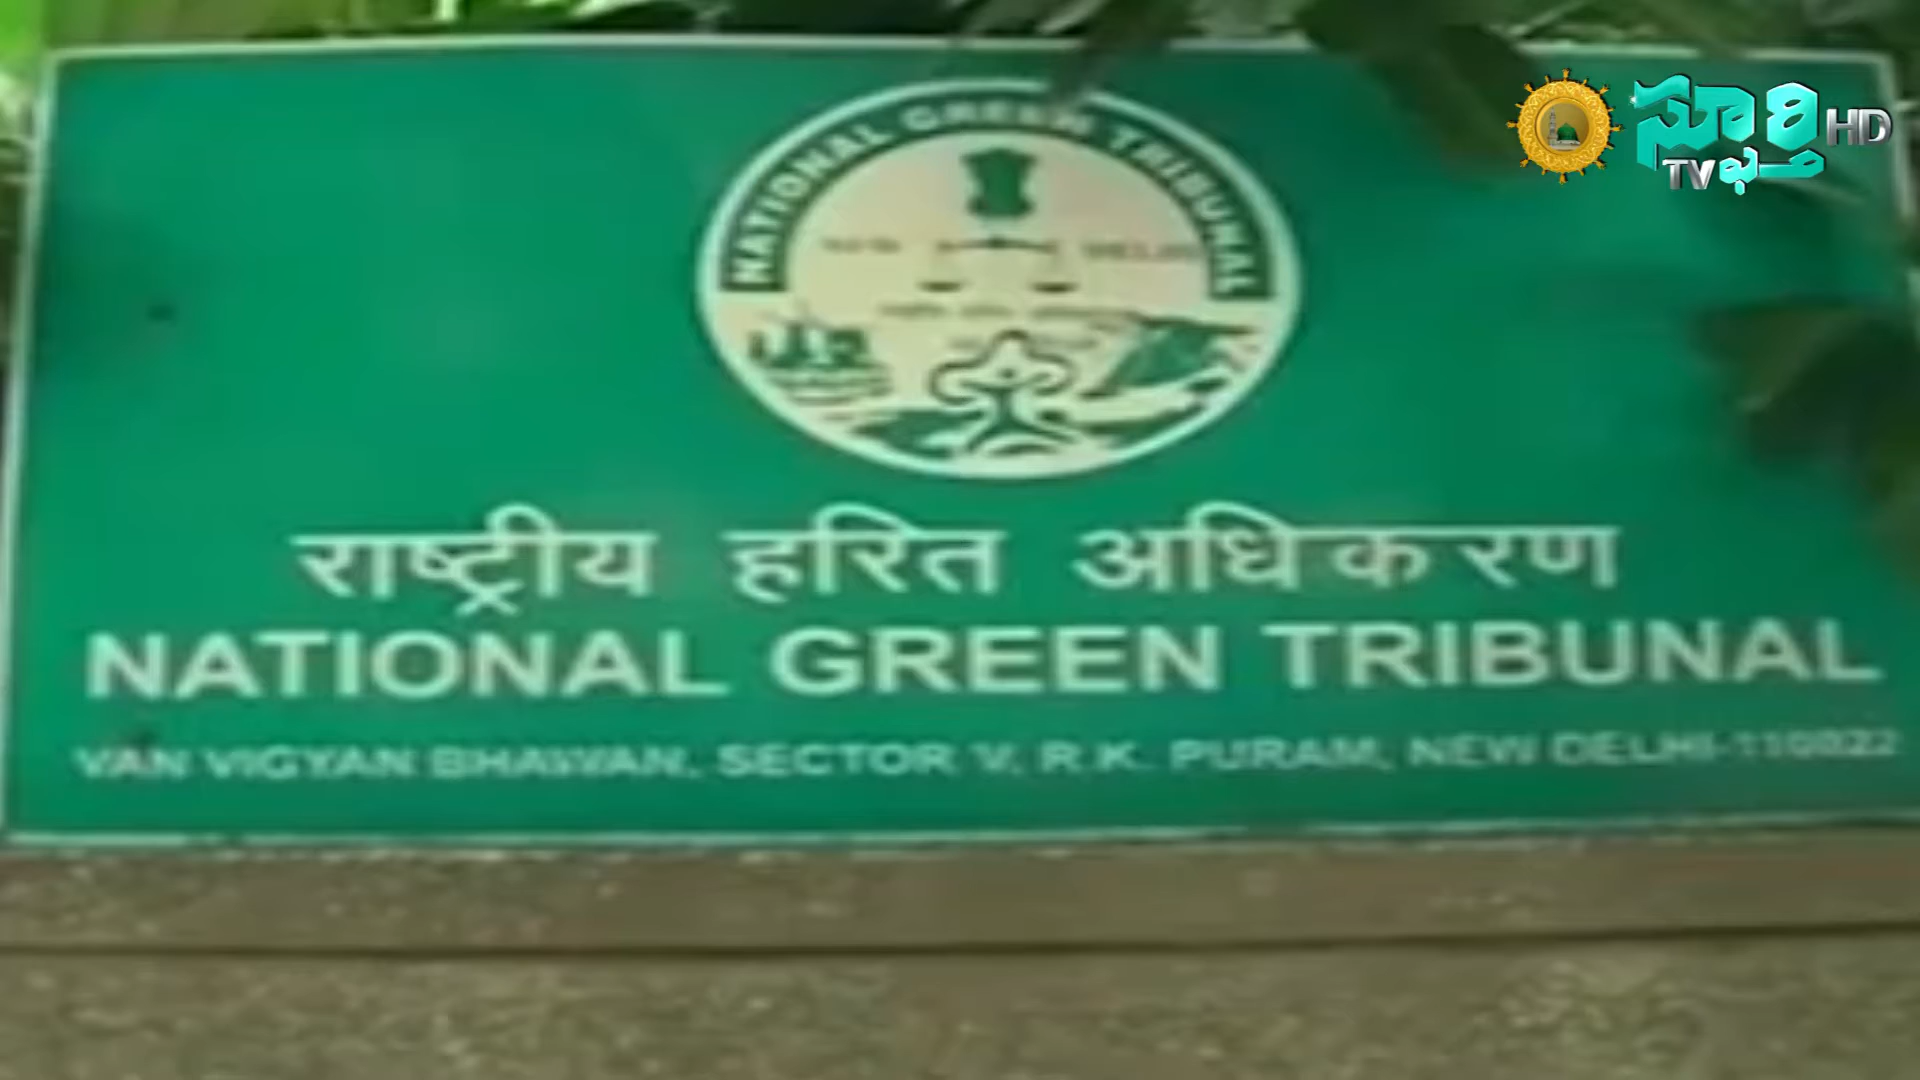 స్ఫూర్తి HD
TV
NATIONAL GREEN TRIBUNAL
राष्ट्रीय हरित अधिकरण
NATIONAL GREEN TRIBUNAL
VAN VIGYAN BHAWAN, SECTOR V, R.K. PURAM, NEW DELHI-110022